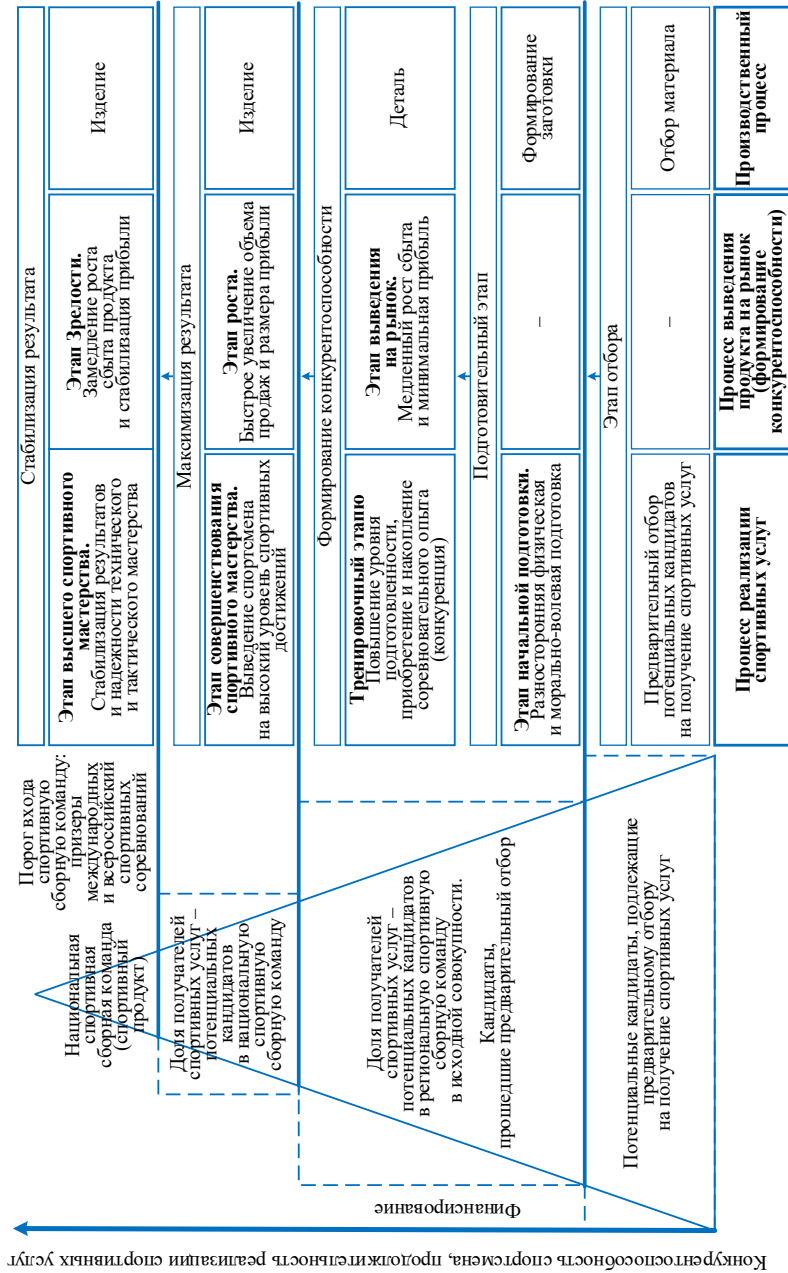 Конкурентоспособность спортсмена, продолжительность реализации спортивных услуг
Финансирование
Национальная
спортивная
сборная команда
(спортивный
продукт)
Порог входа
спортивную
сборную команду:
призеры
международных
и всероссийский
спортивных
соревнований
Стабилизация результата
Этап высшего спортивного
мастерства.
Стабилизация результатов
и надежности технического
и тактического мастерства
Этап Зрелости.
Замедление роста
сбыта продукта
и стабилизация прибыли
Изделие
Доля получателей
спортивных услуг –
потенциальных
кандидатов
в национальную
спортивную
сборную команду
Максимизация результата
Этап совершенствования
спортивного мастерства.
Выведение спортсмена
на высокий уровень спортивных
достижений
Этап роста.
Быстрое увеличение объема
продаж и размера прибыли
Изделие
Доля получателей
спортивных услуг –
потенциальных кандидатов
в региональную спортивную
сборную команду
в исходной совокупности.
Кандидаты,
прошедшие предварительный отбор
Формирование конкурентоспособности
Тренировочный этапю
Повышение уровня
подготовленности,
приобретение и накопление
соревновательного опыта
(конкуренция)
Этап выведения
на рынок.
Медленный рост сбыта
и минимальная прибыль
Деталь
Подготовительный этап
Этап начальной подготовки.
Разносторонняя физическая
и морально-волевая подготовка
–
Формирование
заготовки
Потенциальные кандидаты, подлежащие
предварительному отбору
на получение спортивных услуг
Этап отбора
Предварительный отбор
потенциальных кандидатов
на получение спортивных услуг
–
Отбор материала
Процесс реализации
спортивных услуг
Процесс выведения
продукта на рынок
(формирование
конкурентоспособности)
Производственный
процесс